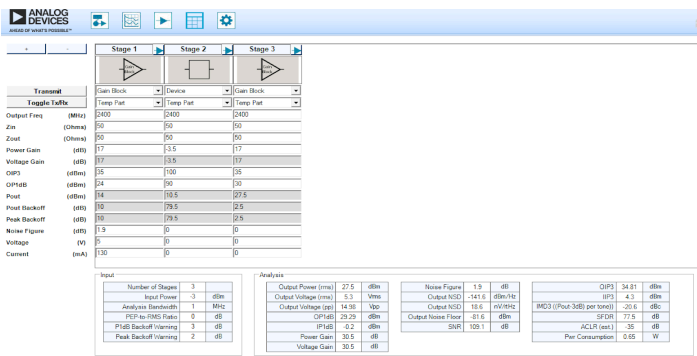 ANALOG
DEVICES
AHEAD OF WHAT'S POSSIBLE™
+ - Stage 1 Stage 2 Stage 3
Gain Block Gain Block
Transmit Gain Block Device Gain Block
Toggle Tx/Rx Temp Part Temp Part Temp Part
Output Freq (MHz) 2400 2400 2400
Zin (Ohms) 50 50 50
Zout (Ohms) 50 50 50
Power Gain (dB) 17 -3.5 17
Voltage Gain (dB) 17 -3.5 17
OIP3 (dBm) 35 100 35
OP1dB (dBm) 24 90 30
Pout (dBm) 14 10.5 27.5
Pout Backoff (dB) 10 79.5 2.5
Peak Backoff (dB) 10 79.5 2.5
Noise Figure (dB) 1.9 0 0
Voltage (V) 5 0 0
Current (mA) 130 0 0
Input
Number of Stages 3
Input Power -3 dBm
Analysis Bandwidth 1 MHz
PEP-to-RMS Ratio 0 dB
P1dB Backoff Warning 3 dB
Peak Backoff Warning 2 dB
Analysis
Output Power (rms) 27.5 dBm
Output Voltage (rms) 5.3 Vrms
Output Voltage (pp) 14.98 Vpp
OP1dB 29.29 dBm
IP1dB -0.2 dBm
Power Gain 30.5 dB
Voltage Gain 30.5 dB
Noise Figure 1.9 dB
Output NSD -141.6 dBm/Hz
Output NSD 18.6 nV/rtHz
Output Noise Floor -81.6 dBm
SNR 109.1 dB
OIP3 34.81 dBm
IIP3 4.3 dBm
IMD3 ((Pout-3dB) per tone)) -20.6 dBc
SFDR 77.5 dB
ACLR (est.) -35 dB
Pwr Consumption 0.65 W